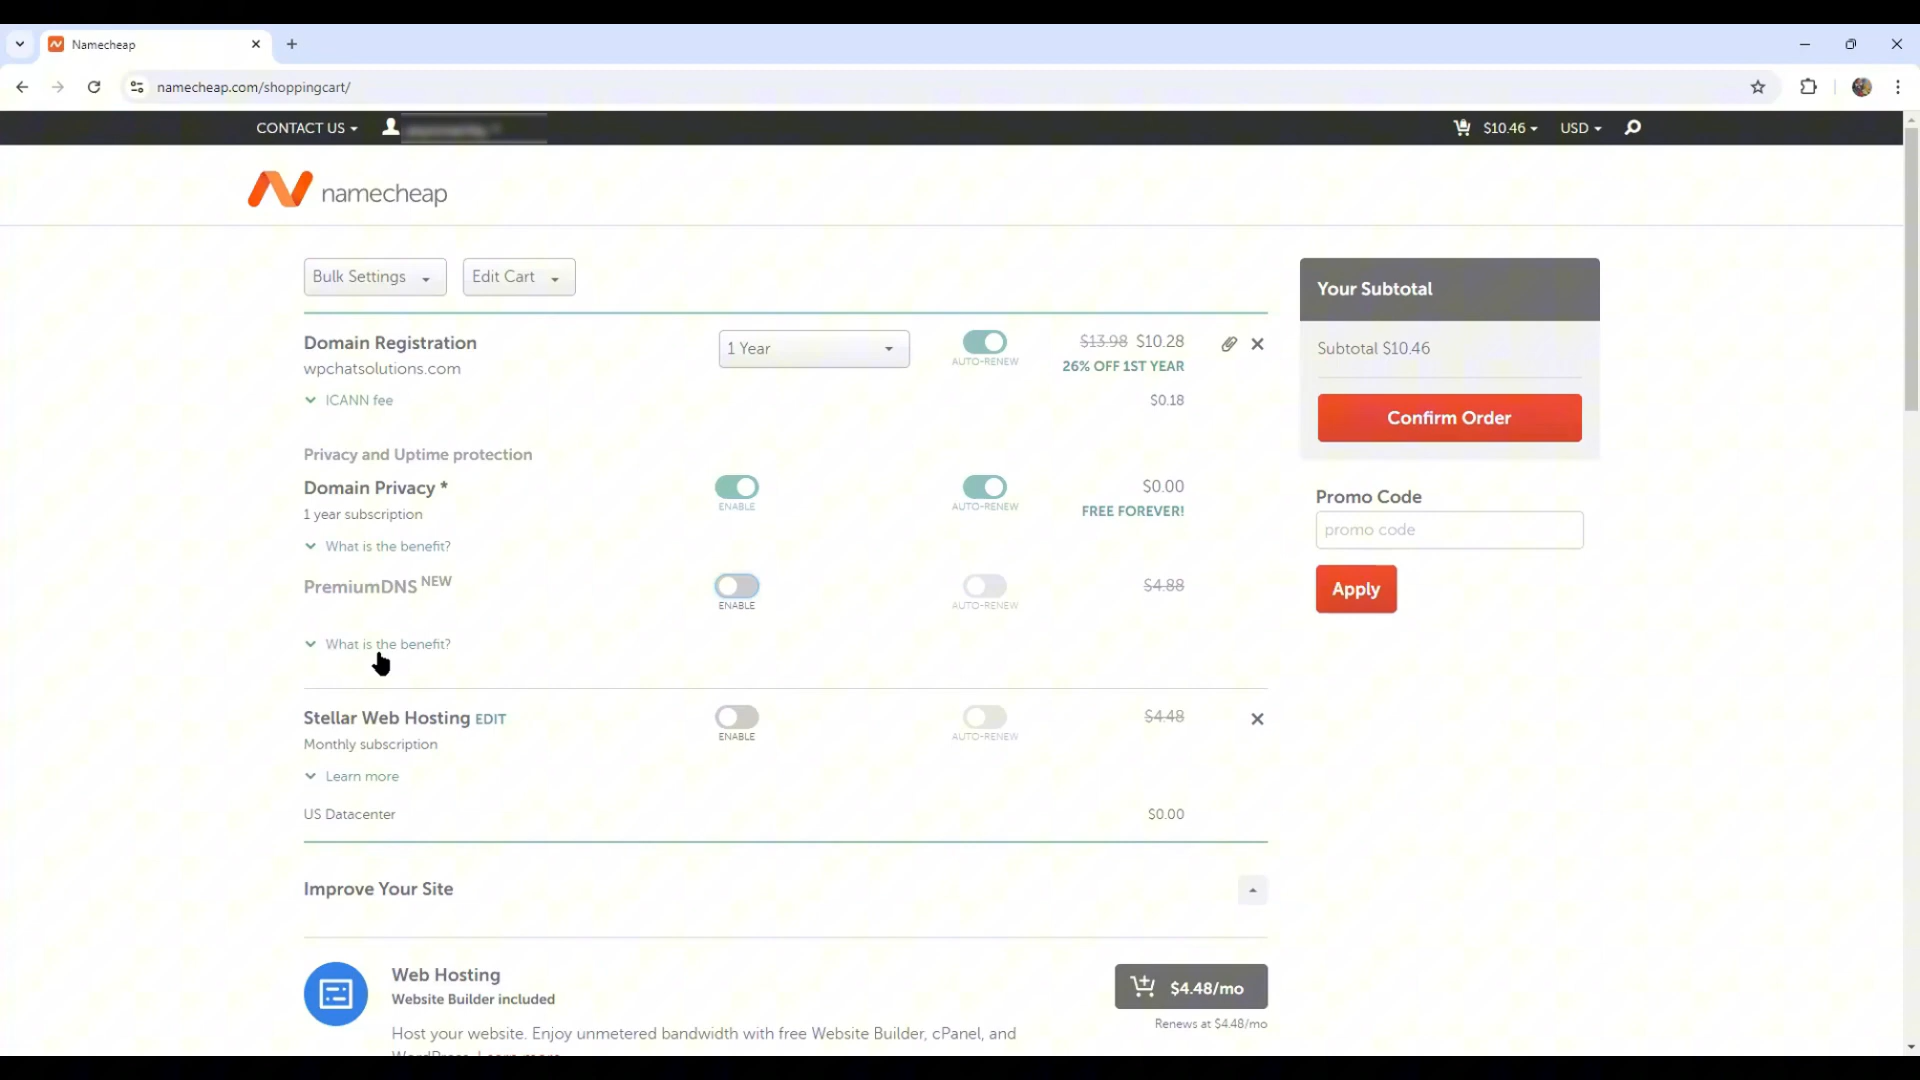 Namecheap
namecheap.com/shoppingcart/
CONTACT US
$10.46
USD
namecheap
Bulk Settings
Edit Cart
Domain Registration
wpchatsolutions.com
1 Year
AUTO-RENEW
$13.98 $10.28
26% OFF 1ST YEAR
ICANN fee
$0.18
Privacy and Uptime protection
Domain Privacy *
1 year subscription
ENABLE
AUTO-RENEW
$0.00
FREE FOREVER!
What is the benefit?
PremiumDNS NEW
ENABLE
AUTO-RENEW
$4.88
What is the benefit?
Stellar Web Hosting EDIT
Monthly subscription
ENABLE
AUTO-RENEW
$4.48
Learn more
US Datacenter
$0.00
Improve Your Site
Web Hosting
Website Builder included
Host your website. Enjoy unmetered bandwidth with free Website Builder, cPanel, and
WordPress. Learn more
$4.48/mo
Renews at $4.48/mo
Your Subtotal
Subtotal $10.46
Confirm Order
Promo Code
promo code
Apply